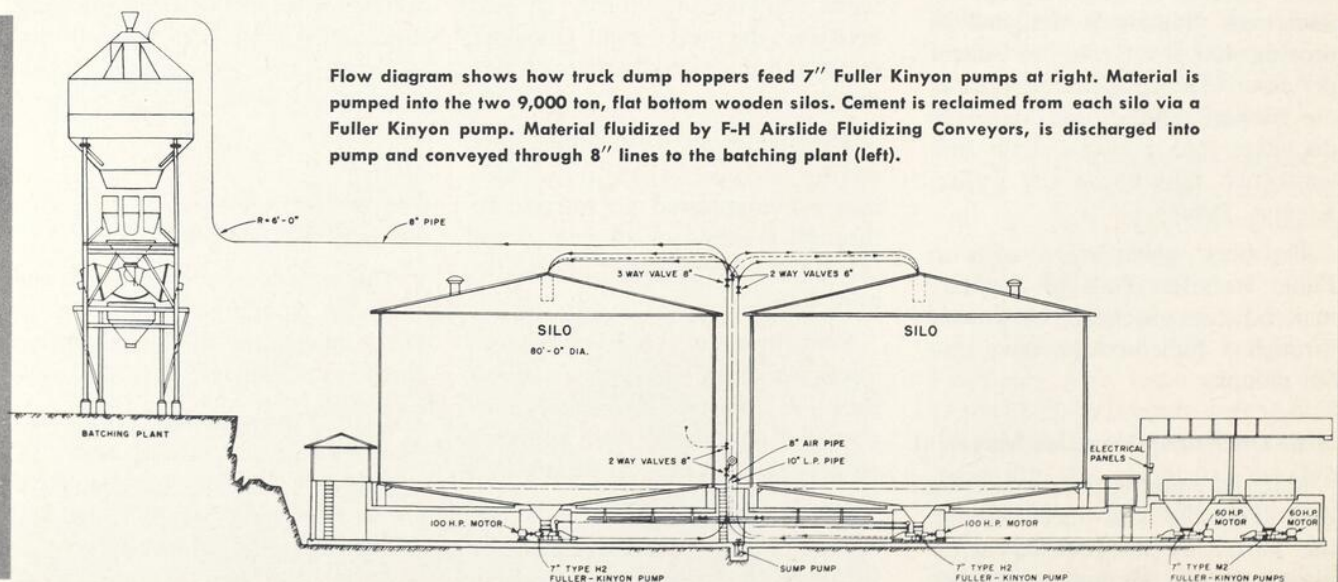 Flow diagram shows how truck dump hoppers feed 7″ Fuller Kinyon pumps at right. Material is
pumped into the two 9,000 ton, flat bottom wooden silos. Cement is reclaimed from each silo via a
Fuller Kinyon pump. Material fluidized by F-H Airslide Fluidizing Conveyors, is discharged into
pump and conveyed through 8″ lines to the batching plant (left).
R=6'-0"
8" PIPE
3 WAY VALVE 8"
2 WAY VALVES 6"
SILO
80'-0" DIA.
SILO
BATCHING PLANT
2 WAY VALVES 8"
8" AIR PIPE
10" L.P. PIPE
ELECTRICAL
PANELS
100 H.P. MOTOR
100 H.P. MOTOR
60 H.P.
MOTOR
60 H.P.
MOTOR
7" TYPE H2
FULLER-KINYON PUMP
SUMP PUMP
7" TYPE H2
FULLER-KINYON PUMP
7" TYPE M2
FULLER-KINYON PUMPS